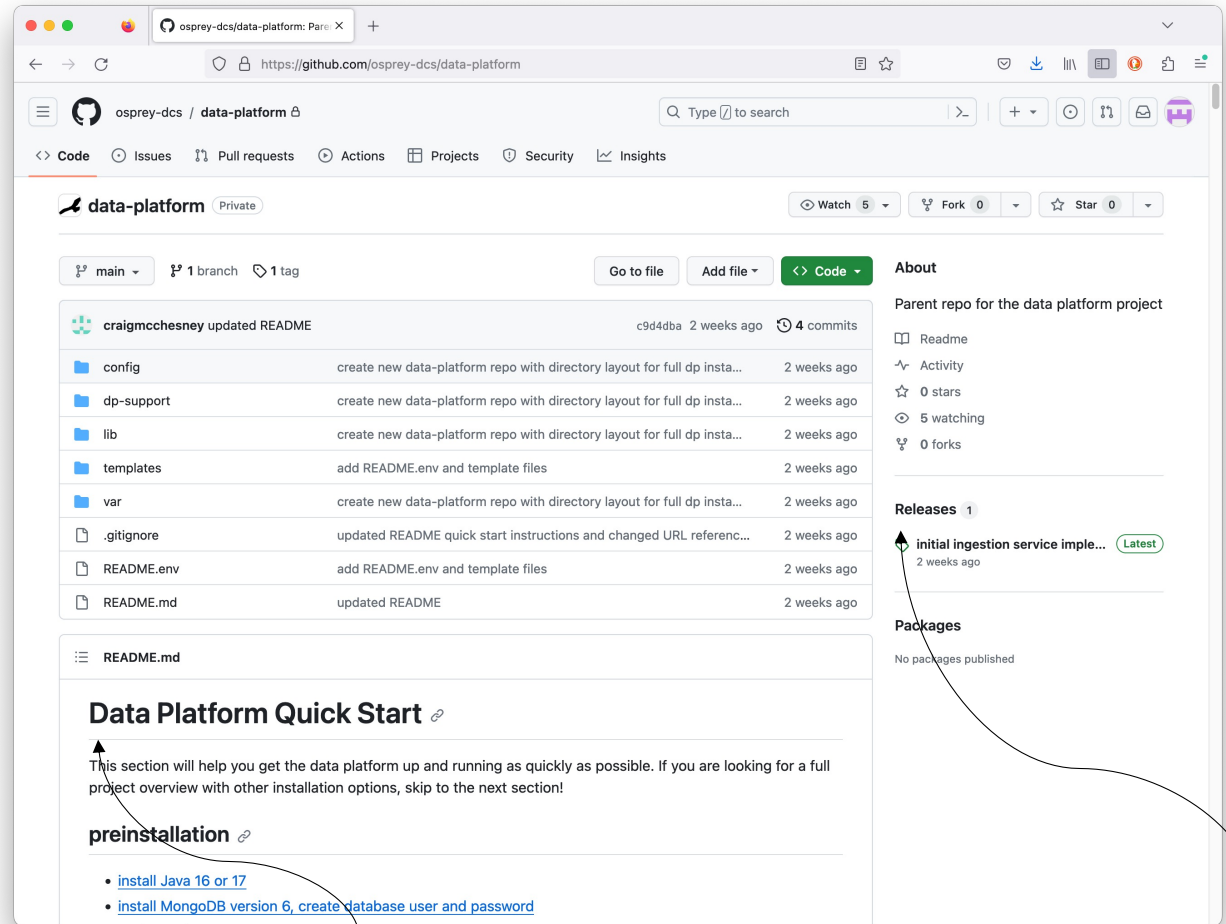 osprey-dcs/data-platform: Pare
https://github.com/osprey-dcs/data-platform
osprey-dcs / data-platform
Type / to search
Code Issues Pull requests Actions Projects Security Insights
data-platform Private
Watch 5 Fork 0 Star 0
main 1 branch 1 tag Go to file Add file Code
craigmcchesney updated README c9d4dba 2 weeks ago 4 commits
config create new data-platform repo with directory layout for full dp insta... 2 weeks ago
dp-support create new data-platform repo with directory layout for full dp insta... 2 weeks ago
lib create new data-platform repo with directory layout for full dp insta... 2 weeks ago
templates add README.env and template files 2 weeks ago
var create new data-platform repo with directory layout for full dp insta... 2 weeks ago
.gitignore updated README quick start instructions and changed URL referenc... 2 weeks ago
README.env add README.env and template files 2 weeks ago
README.md updated README 2 weeks ago
README.md
Data Platform Quick Start
This section will help you get the data platform up and running as quickly as possible. If you are looking for a full
project overview with other installation options, skip to the next section!
preinstallation
• install Java 16 or 17
• install MongoDB version 6, create database user and password
About
Parent repo for the data platform project
Readme
Activity
0 stars
5 watching
0 forks
Releases 1
initial ingestion service imple... Latest
2 weeks ago
Packages
No packages published